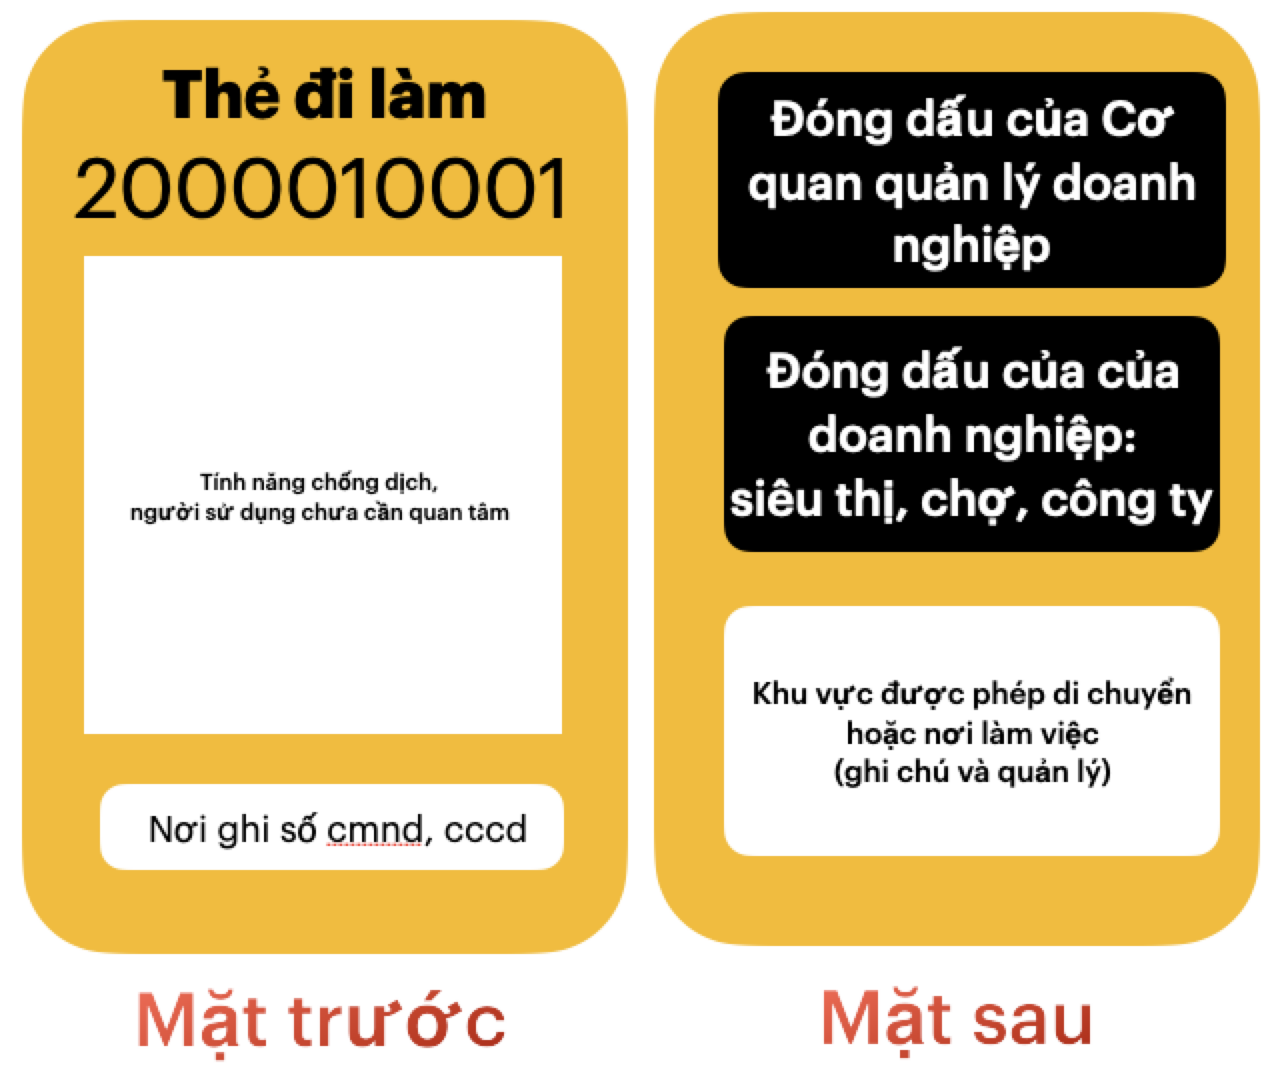 Thẻ đi làm
2000010001
Tính năng chống dịch,
người sử dụng chưa cần quan tâm
Nơi ghi số cmnd, cccd
Mặt trước
Đóng dấu của Cơ
quan quản lý doanh
nghiệp
Đóng dấu của của
doanh nghiệp:
siêu thị, chợ, công ty
Khu vực được phép di chuyển
hoặc nơi làm việc
(ghi chú và quản lý)
Mặt sau